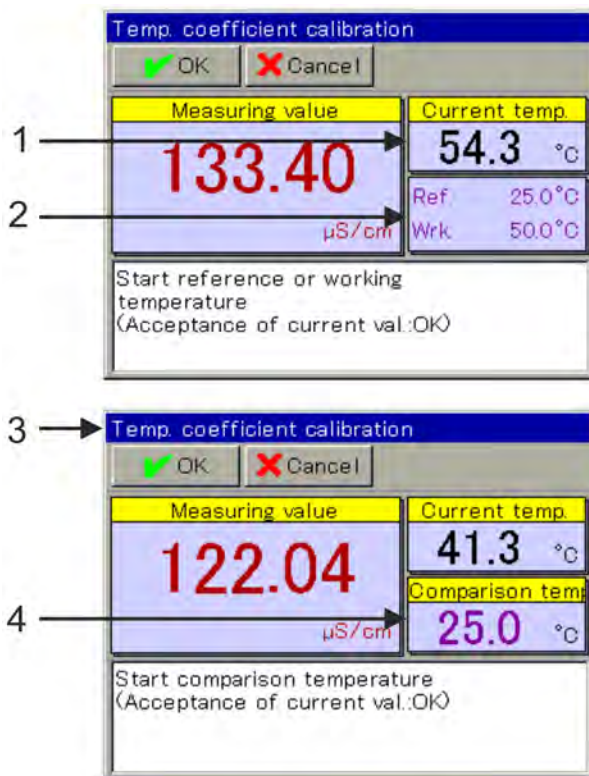 Temp. coefficient calibration
OK Cancel
Measuring value Current temp.
1 133.40 54.3 °C
Ref. 25.0°C
2 µS/cm Wrk. 50.0°C
Start reference or working
temperature
(Acceptance of current val.:OK)
3 Temp. coefficient calibration
OK Cancel
Measuring value Current temp.
122.04 41.3 °C
Comparison temp
4 µS/cm 25.0 °C
Start comparison temperature
(Acceptance of current val.:OK)